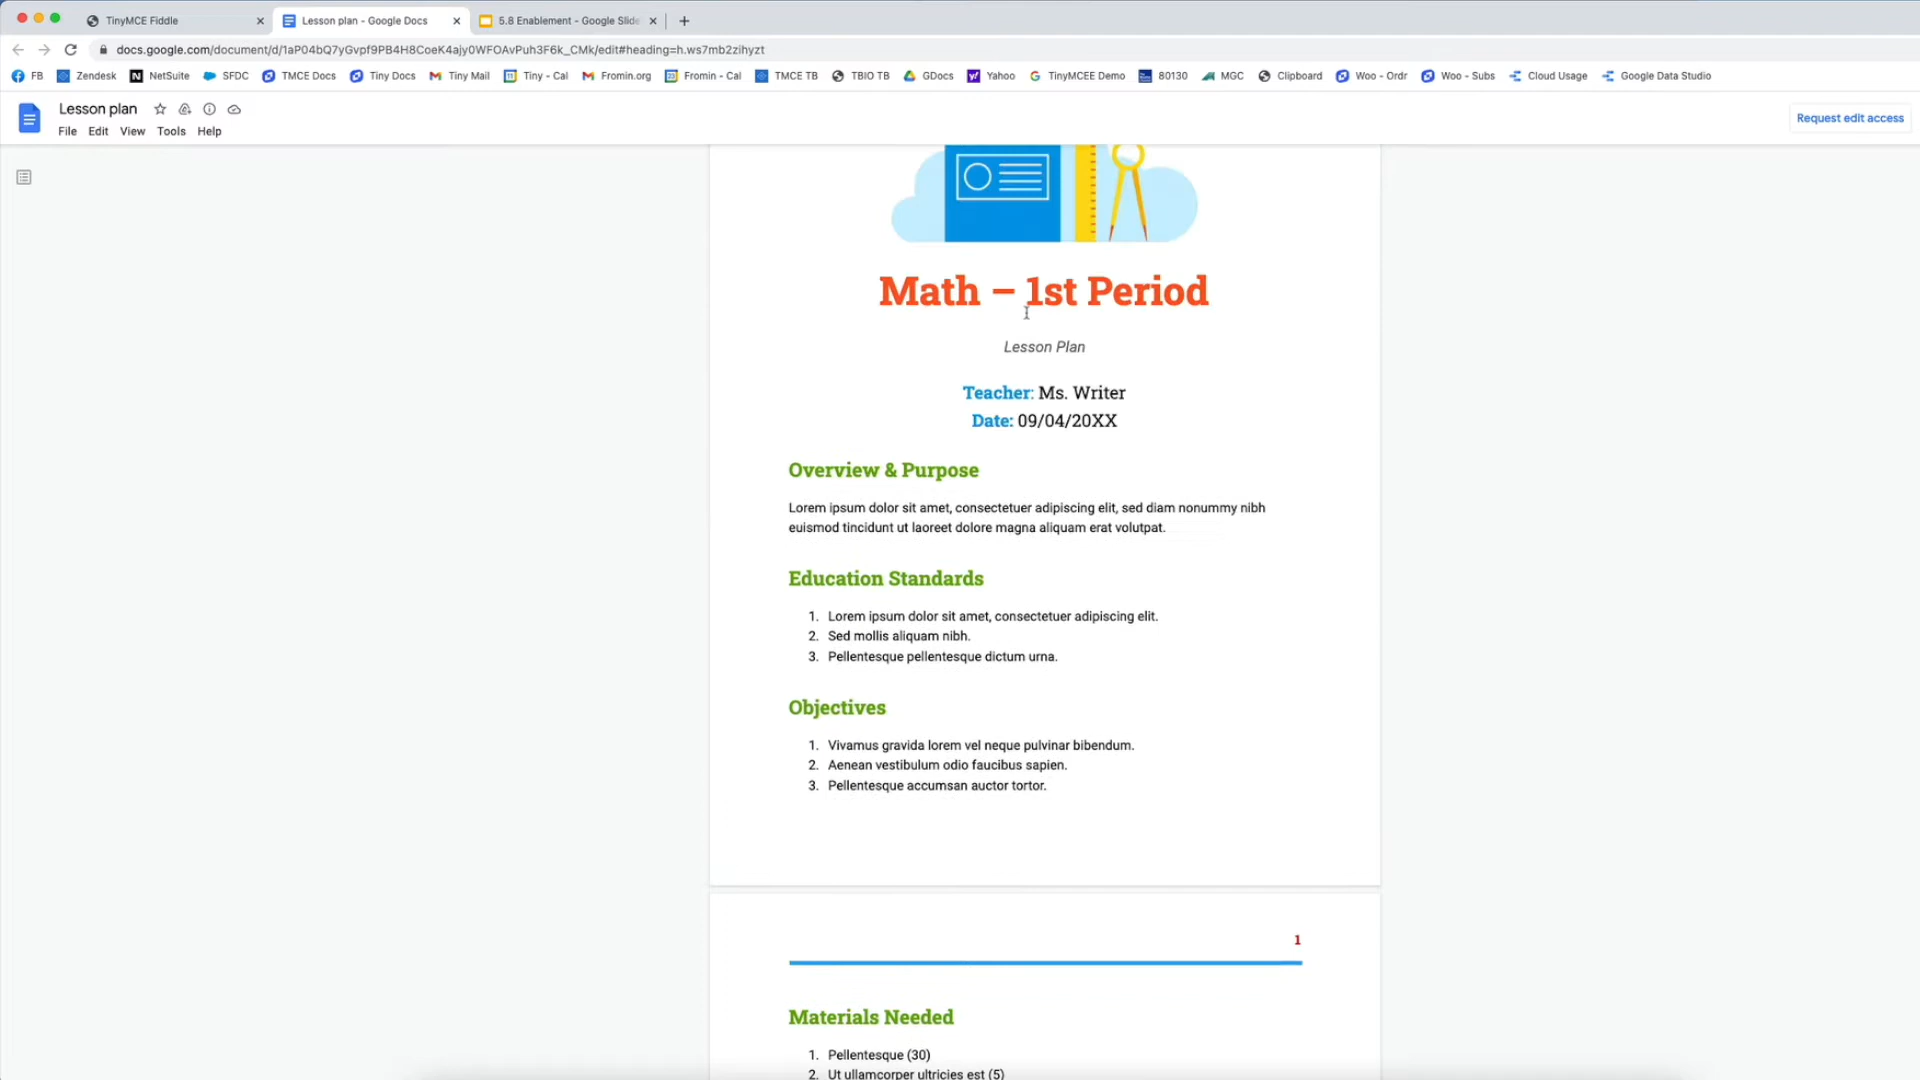 TinyMCE Fiddle
Lesson plan - Google Docs
5.8 Enablement - Google Slide
docs.google.com/document/d/1aP04bQ7yGvpf9PB4H8CoeK4ajy0WFOAvPuh3F6k_CMk/edit#heading=h.ws7mb2zihyzt
FB Zendesk NetSuite SFDC TMCE Docs Tiny Docs Tiny Mail Tiny - Cal Fromin.org Fromin - Cal TMCE TB TBIO TB GDocs Yahoo TinyMCEE Demo 80130 MGC Clipboard Woo - Ordr Woo - Subs Cloud Usage Google Data Studio
Lesson plan
File Edit View Tools Help
Request edit access
Math – 1st Period
Lesson Plan
Teacher: Ms. Writer
Date: 09/04/20XX
Overview & Purpose
Lorem ipsum dolor sit amet, consectetuer adipiscing elit, sed diam nonummy nibh
euismod tincidunt ut laoreet dolore magna aliquam erat volutpat.
Education Standards
1. Lorem ipsum dolor sit amet, consectetuer adipiscing elit.
2. Sed mollis aliquam nibh.
3. Pellentesque pellentesque dictum urna.
Objectives
1. Vivamus gravida lorem vel neque pulvinar bibendum.
2. Aenean vestibulum odio faucibus sapien.
3. Pellentesque accumsan auctor tortor.
1
Materials Needed
1. Pellentesque (30)
2. Ut ullamcorper ultricies est (5)